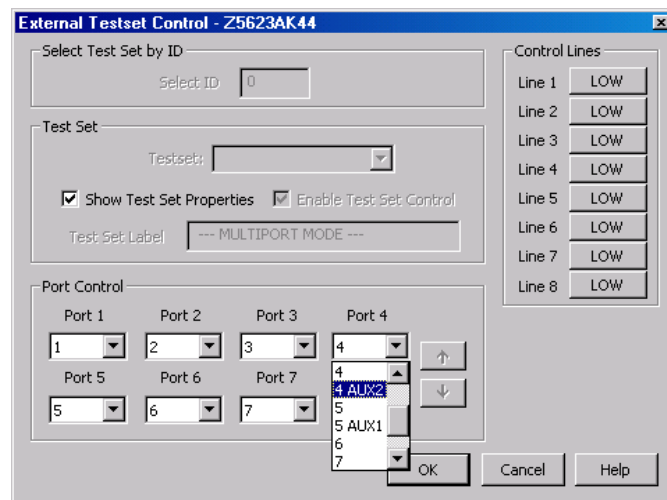 External Testset Control - Z5623AK44
Select Test Set by ID
Select ID 0
Test Set
Testset:
Show Test Set Properties Enable Test Set Control
Test Set Label --- MULTIPORT MODE ---
Port Control
Port 1 Port 2 Port 3 Port 4
1 2 3 4
Port 5 Port 6 Port 7
5 6 7
4
4 AUX2
5
5 AUX1
6
7
Control Lines
Line 1 LOW
Line 2 LOW
Line 3 LOW
Line 4 LOW
Line 5 LOW
Line 6 LOW
Line 7 LOW
Line 8 LOW
OK Cancel Help